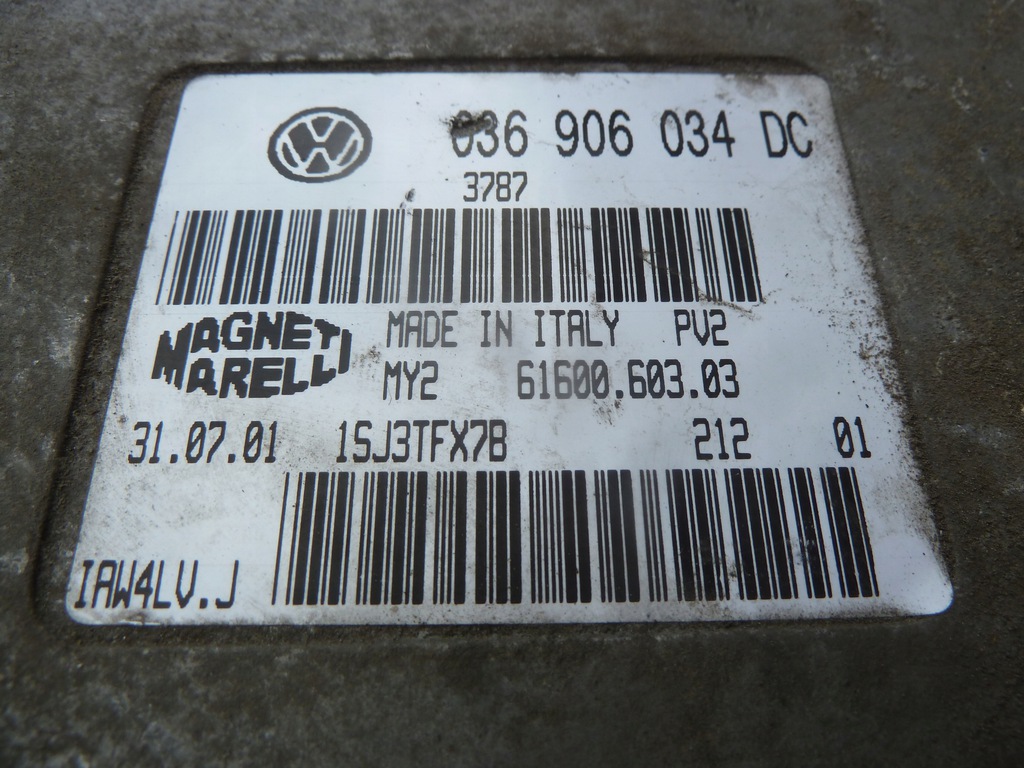 036 906 034 DC
3787
MAGNETI MARELLI
MADE IN ITALY PV2
MY2 61600.603.03
31.07.01 1SJ3TFX7B 212 01
IAW4LV.J